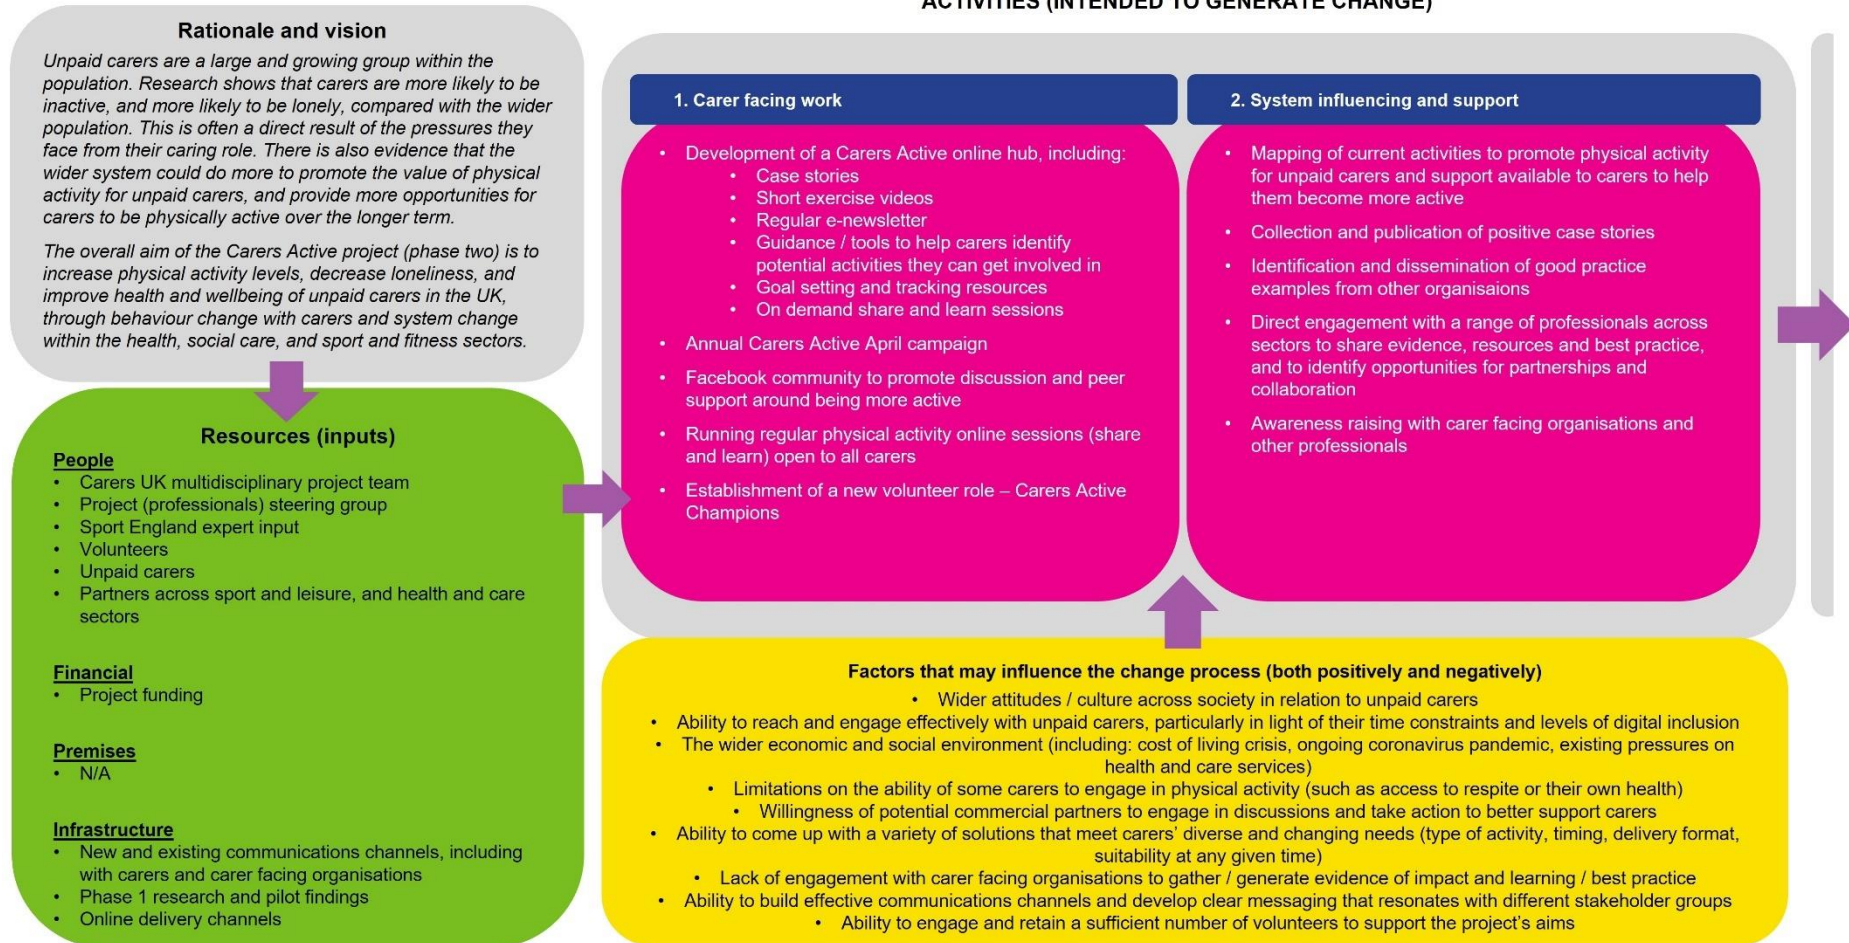 ACTIVITIES (INTENDED TO GENERATE CHANGE)
Rationale and vision
Unpaid carers are a large and growing group within the
population. Research shows that carers are more likely to be
inactive, and more likely to be lonely, compared with the wider
population. This is often a direct result of the pressures they
face from their caring role. There is also evidence that the
wider system could do more to promote the value of physical
activity for unpaid carers, and provide more opportunities for
carers to be physically active over the longer term.
The overall aim of the Carers Active project (phase two) is to
increase physical activity levels, decrease loneliness, and
improve health and wellbeing of unpaid carers in the UK,
through behaviour change with carers and system change
within the health, social care, and sport and fitness sectors.
Resources (inputs)
People
• Carers UK multidisciplinary project team
• Project (professionals) steering group
• Sport England expert input
• Volunteers
• Unpaid carers
• Partners across sport and leisure, and health and care
sectors
Financial
• Project funding
Premises
• N/A
Infrastructure
• New and existing communications channels, including
with carers and carer facing organisations
• Phase 1 research and pilot findings
• Online delivery channels
1. Carer facing work
• Development of a Carers Active online hub, including:
• Case stories
• Short exercise videos
• Regular e-newsletter
• Guidance / tools to help carers identify
potential activities they can get involved in
• Goal setting and tracking resources
• On demand share and learn sessions
• Annual Carers Active April campaign
• Facebook community to promote discussion and peer
support around being more active
• Running regular physical activity online sessions (share
and learn) open to all carers
• Establishment of a new volunteer role – Carers Active
Champions
2. System influencing and support
• Mapping of current activities to promote physical activity
for unpaid carers and support available to carers to help
them become more active
• Collection and publication of positive case stories
• Identification and dissemination of good practice
examples from other organisaions
• Direct engagement with a range of professionals across
sectors to share evidence, resources and best practice,
and to identify opportunities for partnerships and
collaboration
• Awareness raising with carer facing organisations and
other professionals
Factors that may influence the change process (both positively and negatively)
• Wider attitudes / culture across society in relation to unpaid carers
• Ability to reach and engage effectively with unpaid carers, particularly in light of their time constraints and levels of digital inclusion
• The wider economic and social environment (including: cost of living crisis, ongoing coronavirus pandemic, existing pressures on
health and care services)
• Limitations on the ability of some carers to engage in physical activity (such as access to respite or their own health)
• Willingness of potential commercial partners to engage in discussions and take action to better support carers
• Ability to come up with a variety of solutions that meet carers’ diverse and changing needs (type of activity, timing, delivery format,
suitability at any given time)
• Lack of engagement with carer facing organisations to gather / generate evidence of impact and learning / best practice
• Ability to build effective communications channels and develop clear messaging that resonates with different stakeholder groups
• Ability to engage and retain a sufficient number of volunteers to support the project’s aims